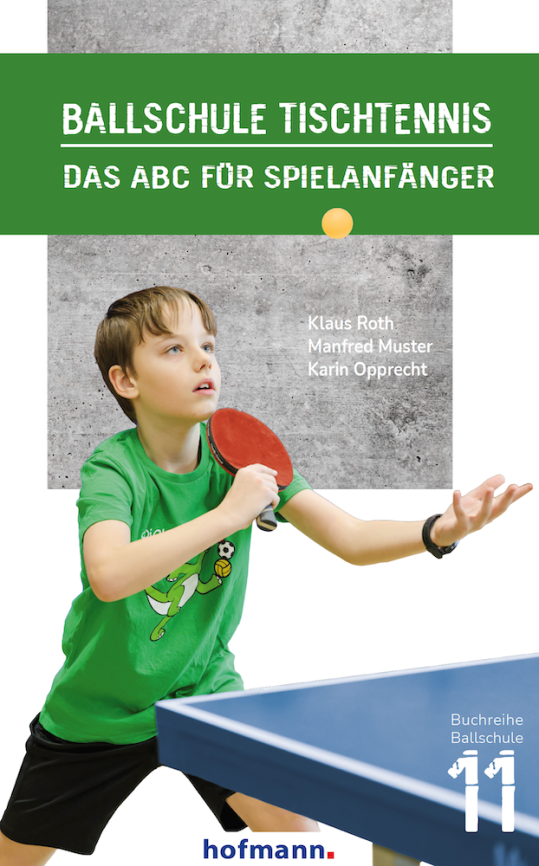 BALLSCHULE TISCHTENNIS
DAS ABC FÜR SPIELANFÄNGER
Klaus Roth
Manfred Muster
Karin Opprecht
Buchreihe
Ballschule
11
hofmann.